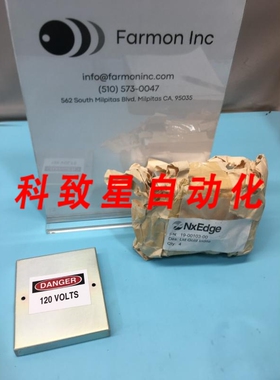 Farmon Inc
info@farmoninc.com
(510) 573-0047
562 South Milpitas Blvd. Milpitas CA, 95035
科致星自动化
NxEdge
DANGER
120 VOLTS